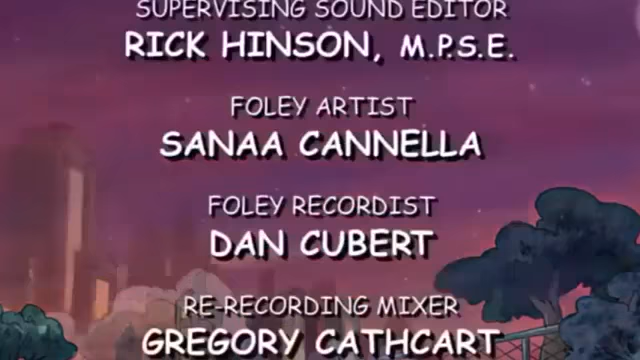 SUPERVISING SOUND EDITOR
RICK HINSON, M.P.S.E.
FOLEY ARTIST
SANAA CANNELLA
FOLEY RECORDIST
DAN CUBERT
RE-RECORDING MIXER
GREGORY CATHCART